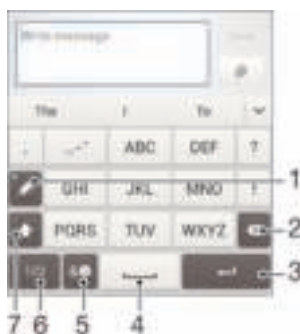 Write message
The I To
, ABC DEF ?
GHI JKL MNO ! 1
PQRS TUV WXYZ 2
3
7 6 5 4